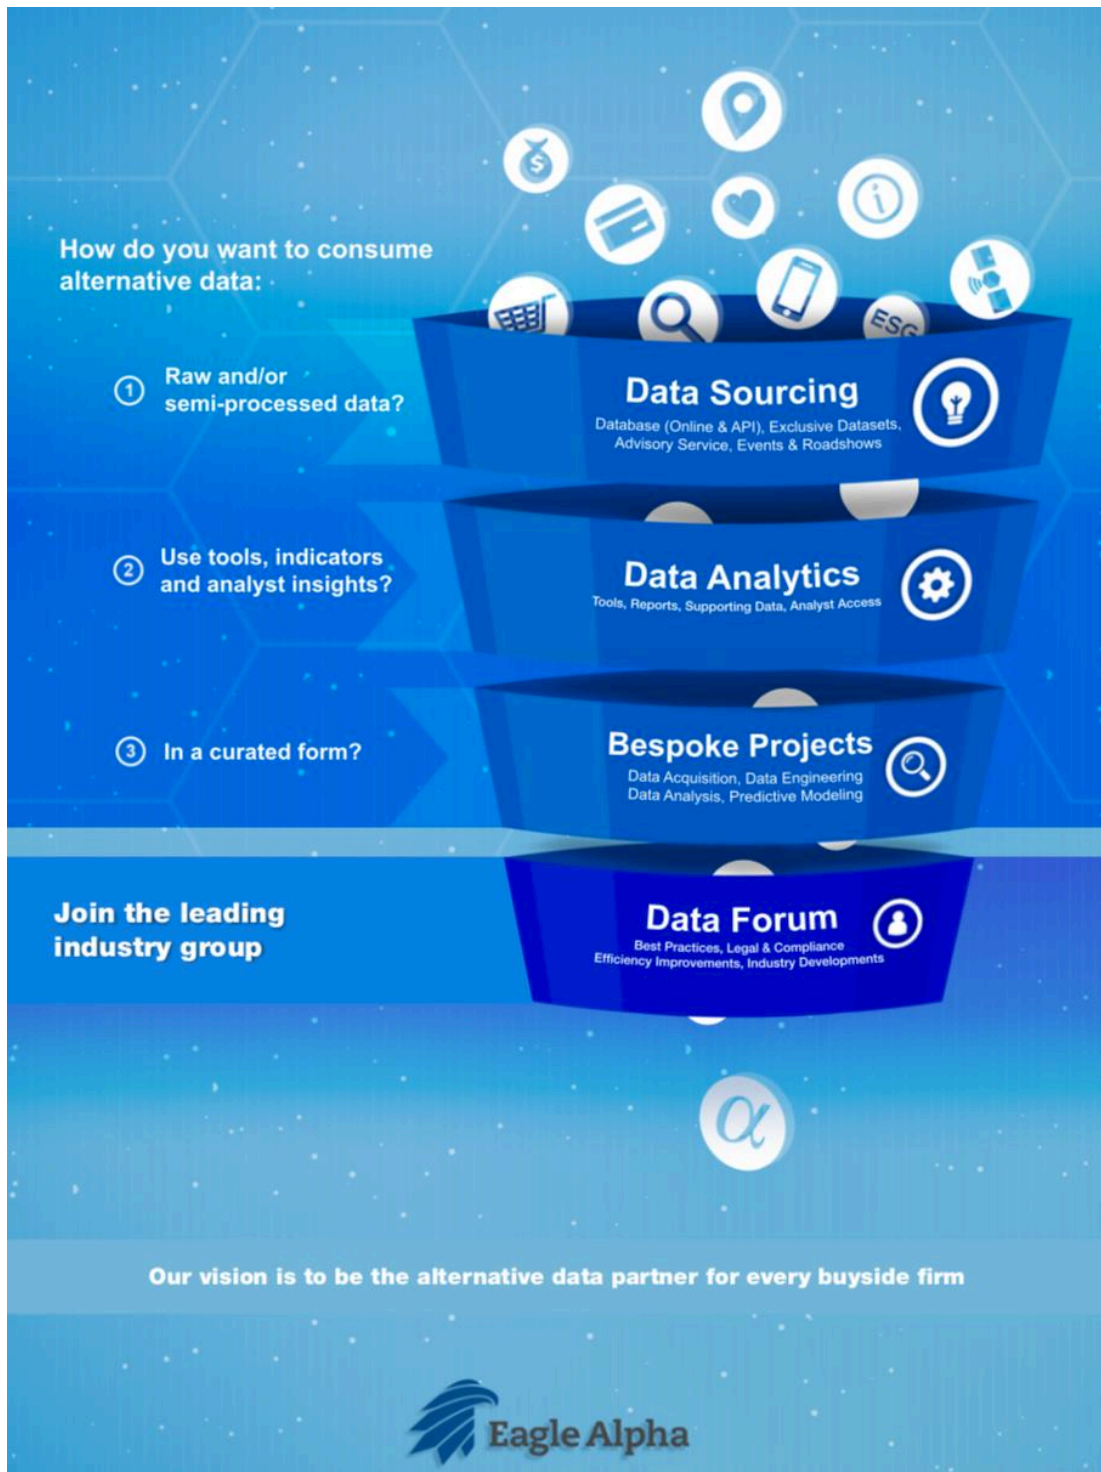 How do you want to consume
alternative data:
ESG
1
Raw and/or
semi-processed data?
Data Sourcing
Database (Online & API), Exclusive Datasets,
Advisory Service, Events & Roadshows
2
Use tools, indicators
and analyst insights?
Data Analytics
Tools, Reports, Supporting Data, Analyst Access
3
In a curated form?
Bespoke Projects
Data Acquisition, Data Engineering
Data Analysis, Predictive Modeling
Join the leading
industry group
Data Forum
Best Practices, Legal & Compliance
Efficiency Improvements, Industry Developments
α
Our vision is to be the alternative data partner for every buyside firm
Eagle Alpha